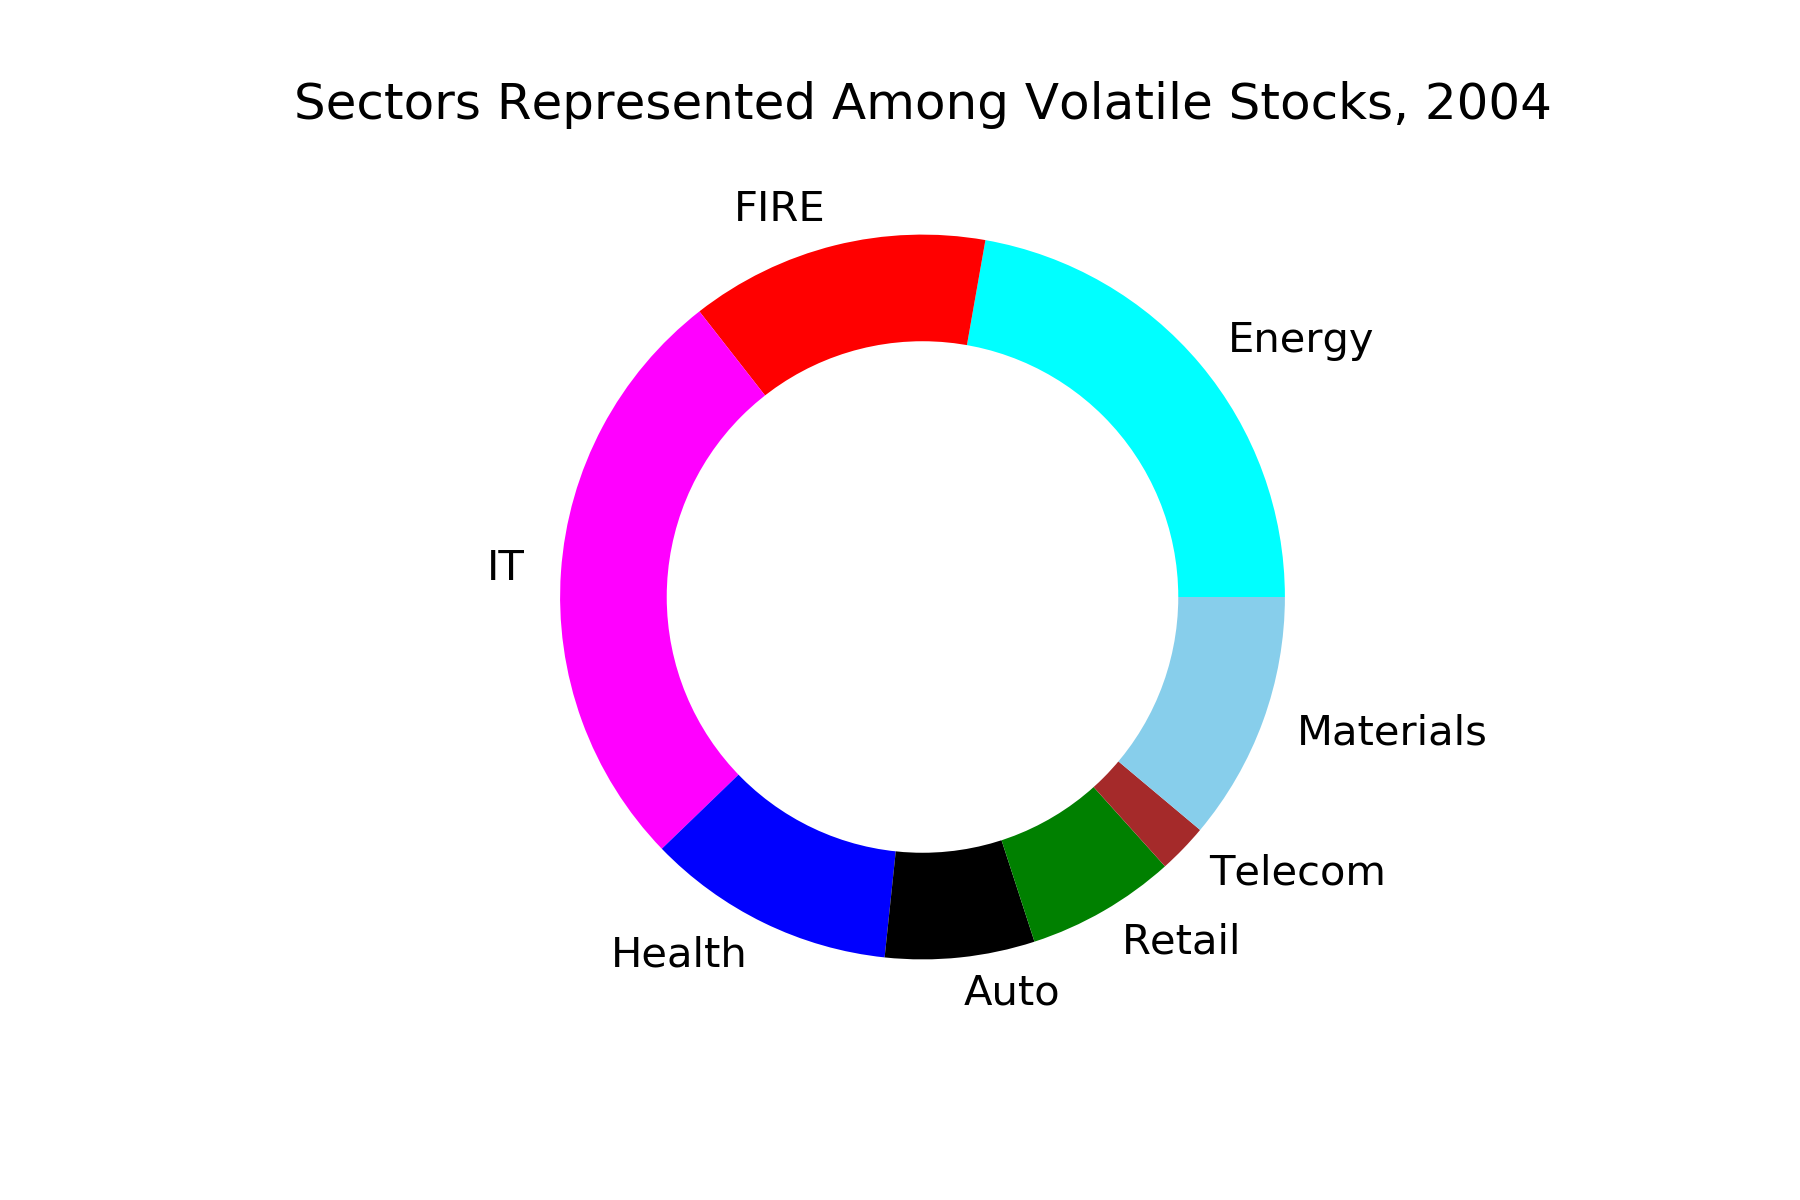 Sectors Represented Among Volatile Stocks, 2004
FIRE
Energy
IT
Materials
Telecom
Retail
Health
Auto